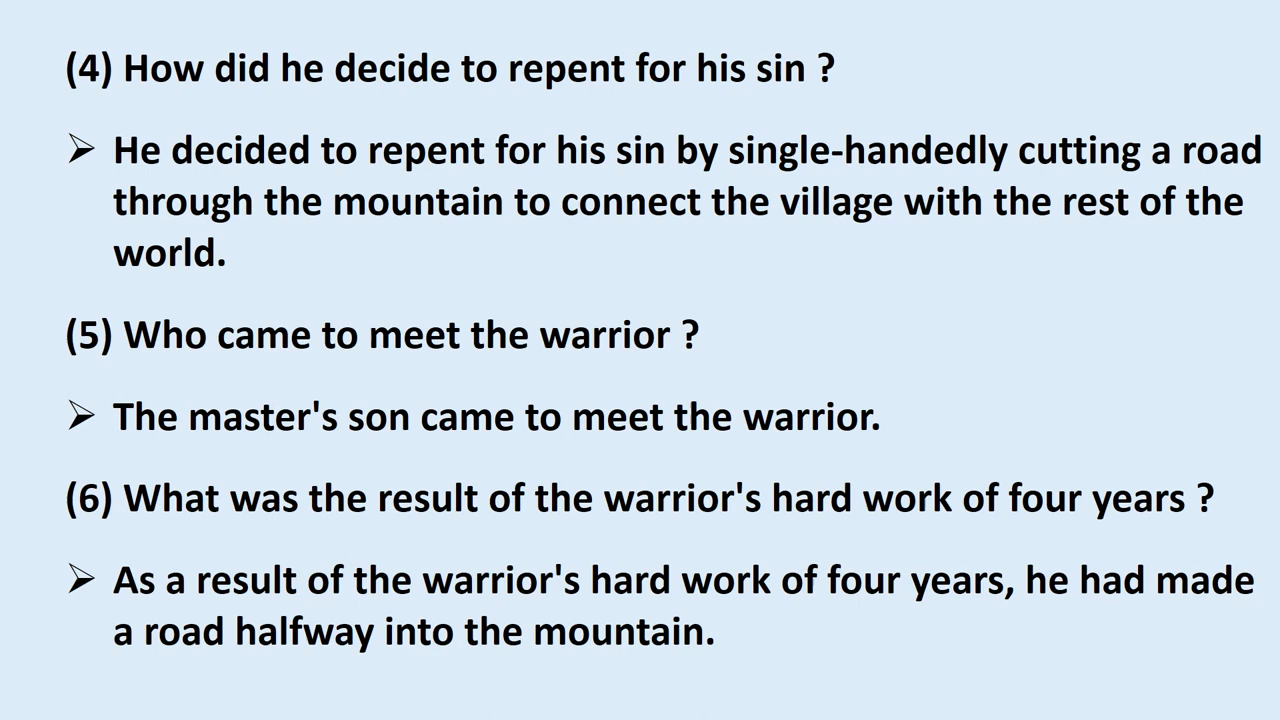 (4) How did he decide to repent for his sin ?
➢ He decided to repent for his sin by single-handedly cutting a road
through the mountain to connect the village with the rest of the
world.
(5) Who came to meet the warrior ?
➢ The master's son came to meet the warrior.
(6) What was the result of the warrior's hard work of four years ?
➢ As a result of the warrior's hard work of four years, he had made
a road halfway into the mountain.